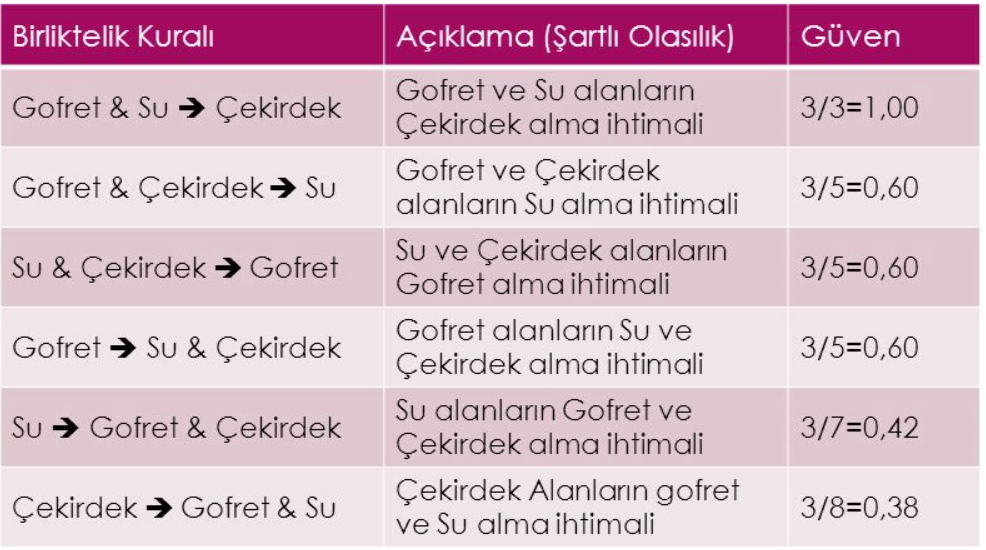 Birliktelik Kuralı Açıklama (Şartlı Olasılık) Güven
Gofret & Su ➔ Çekirdek
Gofret ve Su alanların
Çekirdek alma ihtimali
3/3=1,00
Gofret & Çekirdek ➔ Su
Gofret ve Çekirdek
alanların Su alma ihtimali
3/5=0,60
Su & Çekirdek ➔ Gofret
Su ve Çekirdek alanların
Gofret alma ihtimali
3/5=0,60
Gofret ➔ Su & Çekirdek
Gofret alanların Su ve
Çekirdek alma ihtimali
3/5=0,60
Su ➔ Gofret & Çekirdek
Su alanların Gofret ve
Çekirdek alma ihtimali
3/7=0,42
Çekirdek ➔ Gofret & Su
Çekirdek Alanların gofret
ve Su alma ihtimali
3/8=0,38